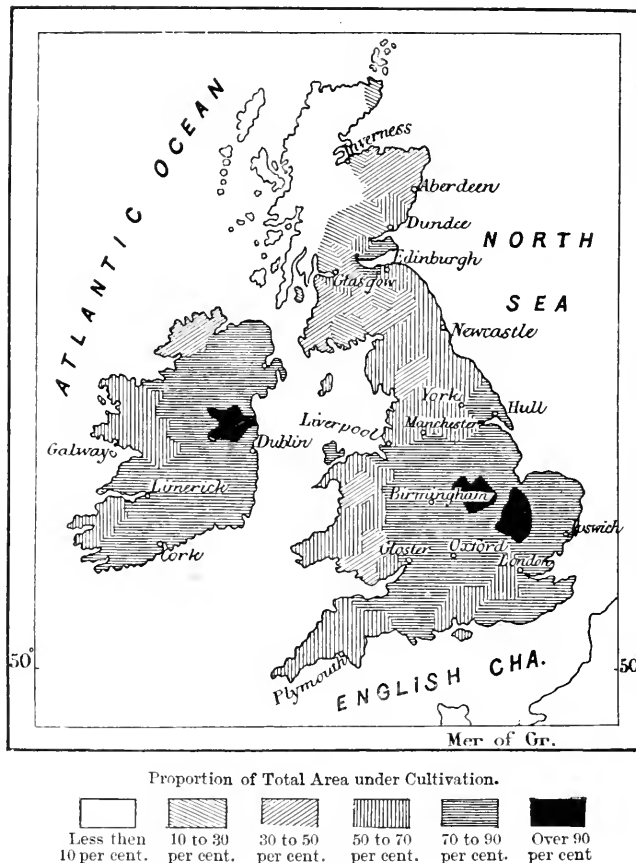 ATLANTIC OCEAN
NORTH
SEA
Inverness
Aberdeen
Dundee
Edinburgh
Glasgow
Newcastle
York
Hull
Liverpool
Manchester
Galway
Dublin
Limerick
Birmingham
Ipswich
York
Gloster
Oxford
London
50°
50
Plymouth
ENGLISH CHA.
Mer of Gr.
Proportion of Total Area under Cultivation.
Less then 10 to 30 30 to 50 50 to 70 70 to 90 Over 90
10 per cent. per cent. per cent. per cent. per cent. per cent